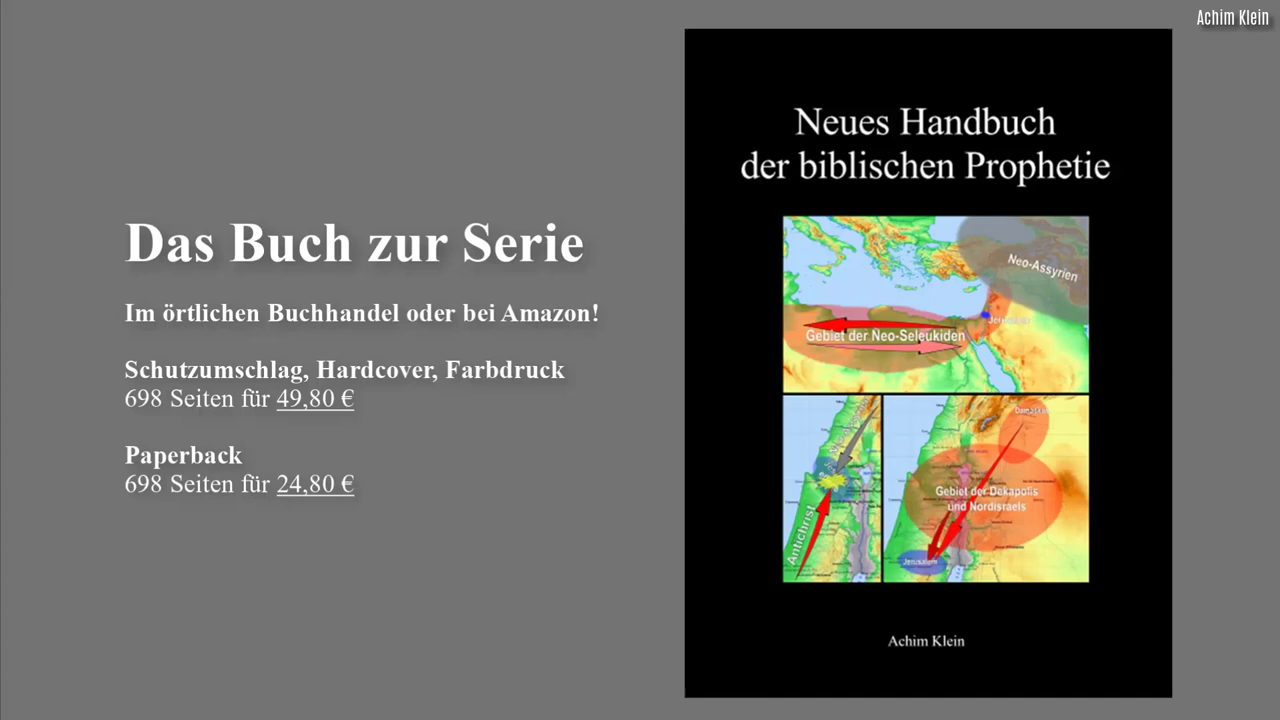 Achim Klein
Das Buch zur Serie
Im örtlichen Buchhandel oder bei Amazon!
Schutzumschlag, Hardcover, Farbdruck
698 Seiten für 49,80 €
Paperback
698 Seiten für 24,80 €
Neues Handbuch
der biblischen Prophetie
Neo-Assyrien
Jerusalem
Gebiet der Neo-Seleukiden
Damaskus
Gebiet der Dekapolis
und Nordisraels
Antichrist
Jerusalem
Achim Klein